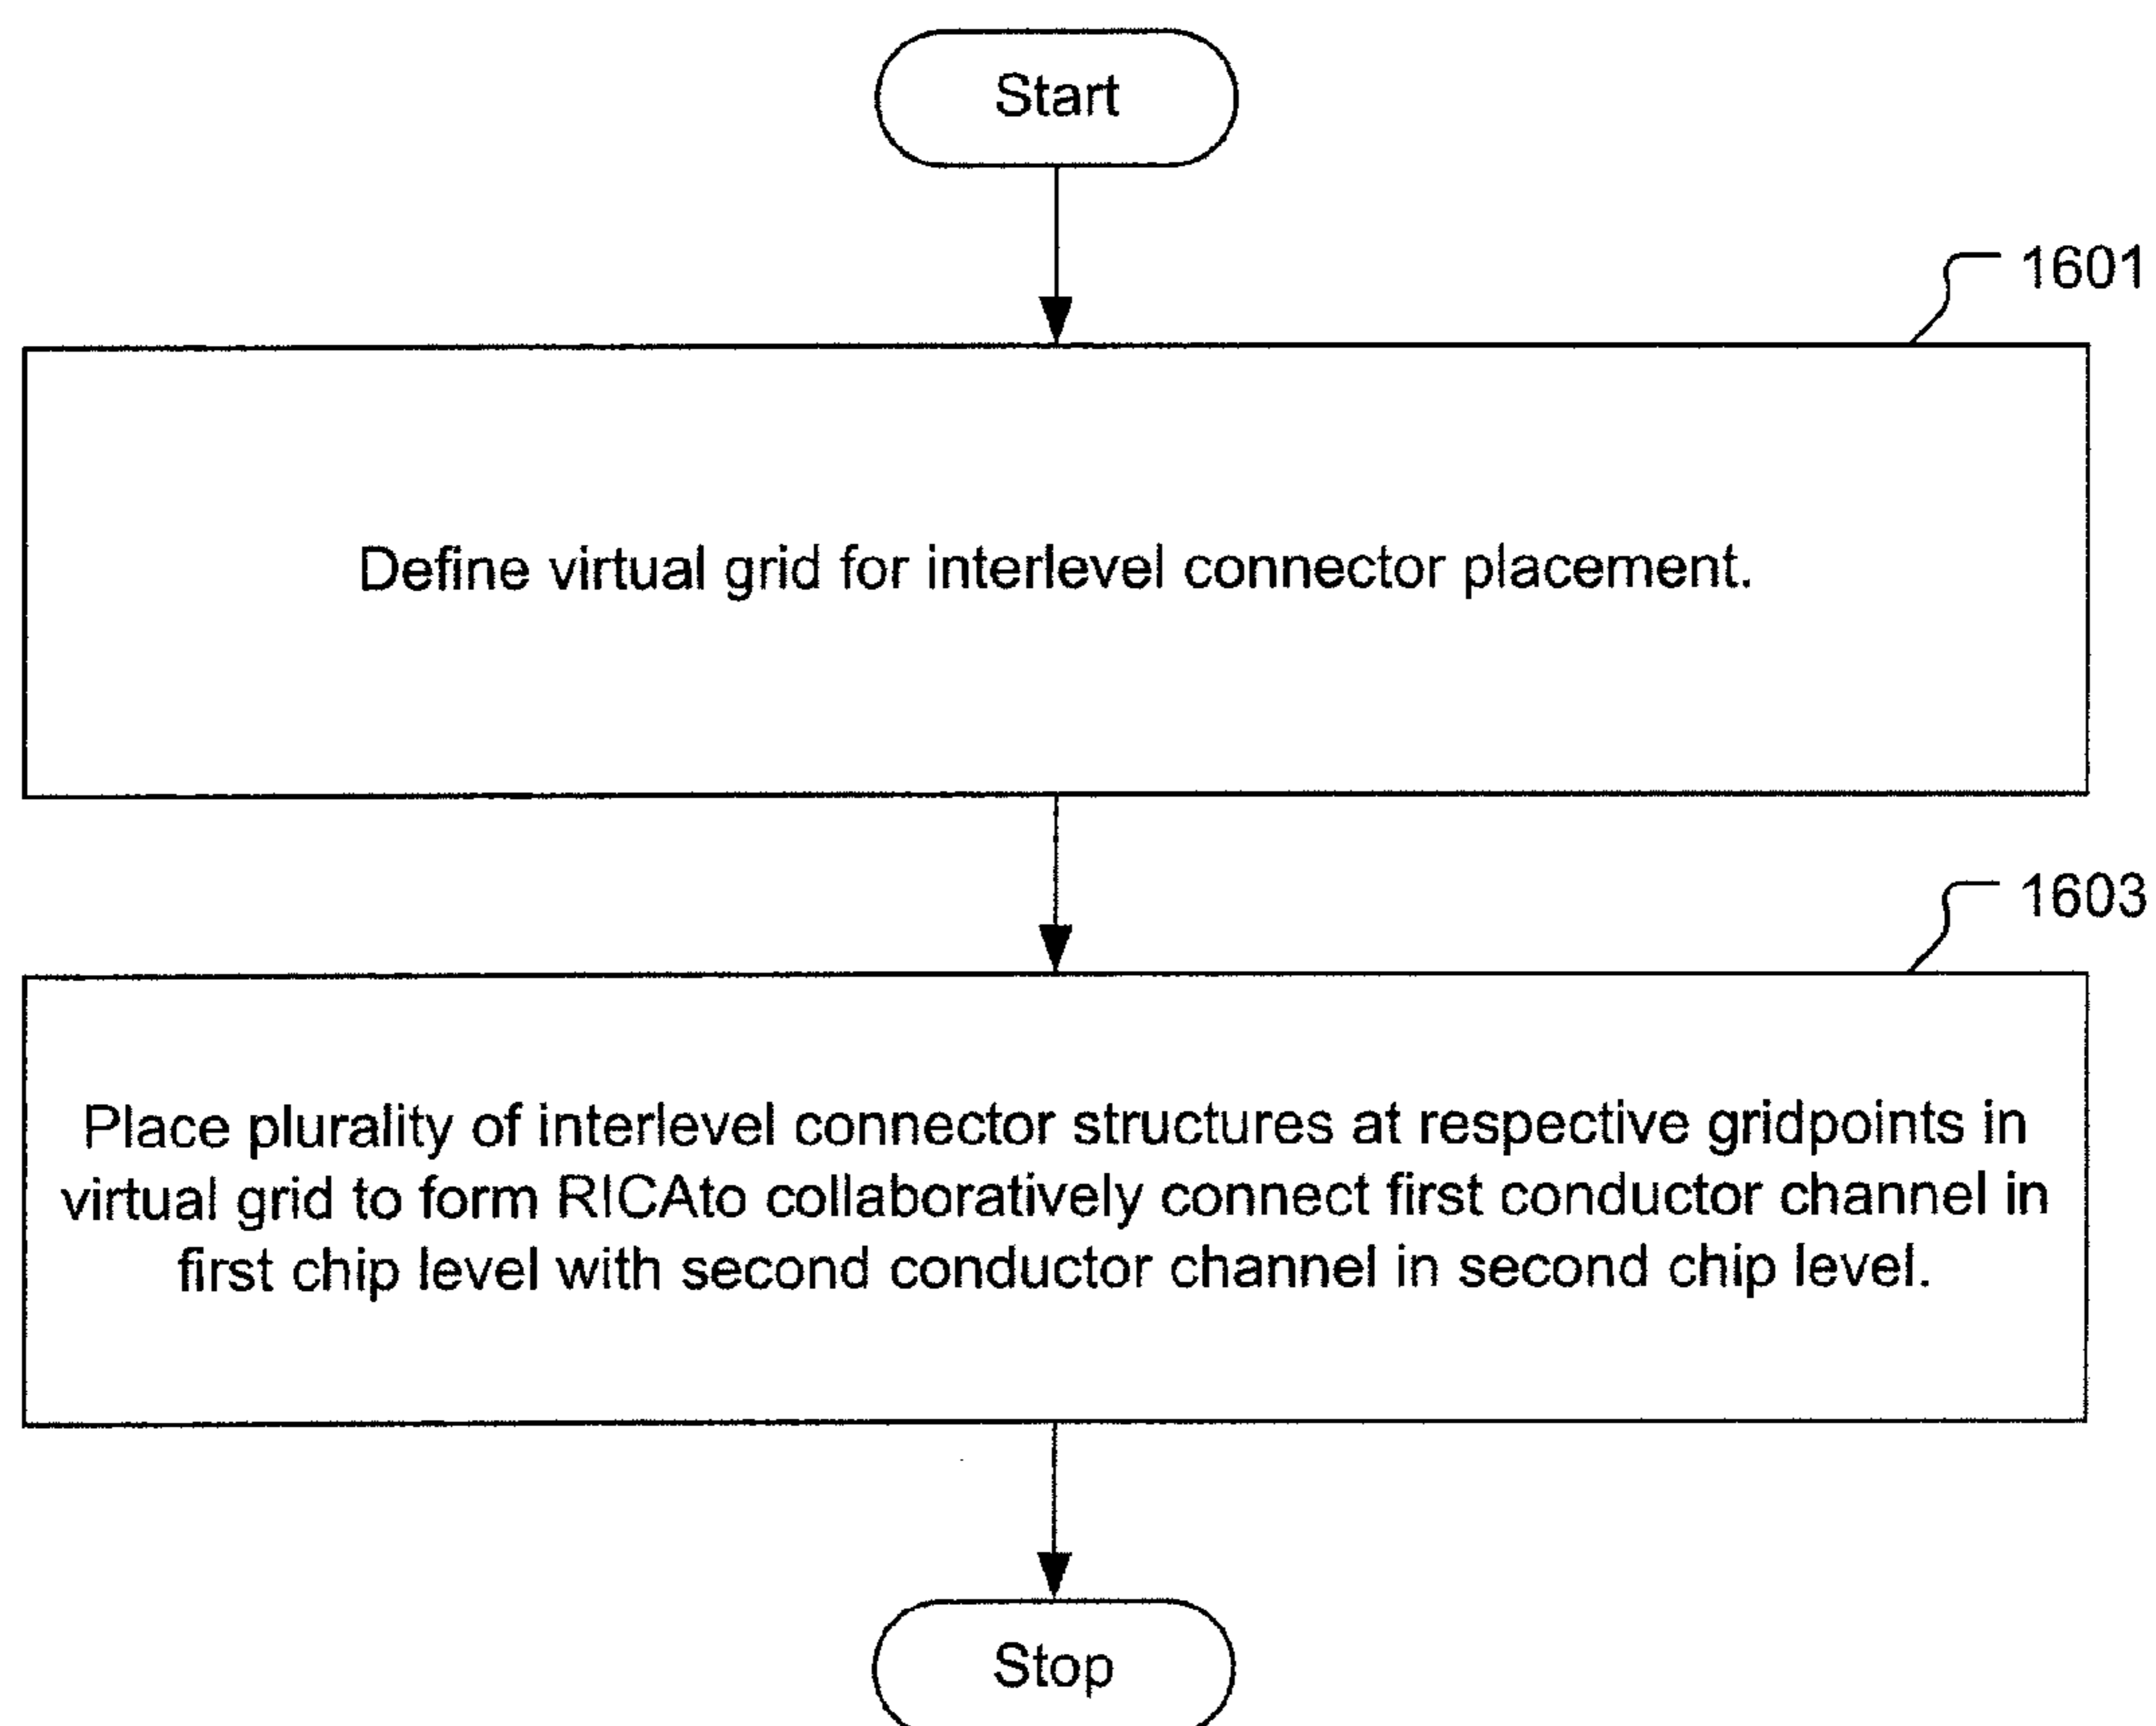 Start
1601
Define virtual grid for interlevel connector placement.
1603
Place plurality of interlevel connector structures at respective gridpoints in
virtual grid to form RICAto collaboratively connect first conductor channel in
first chip level with second conductor channel in second chip level.
Stop